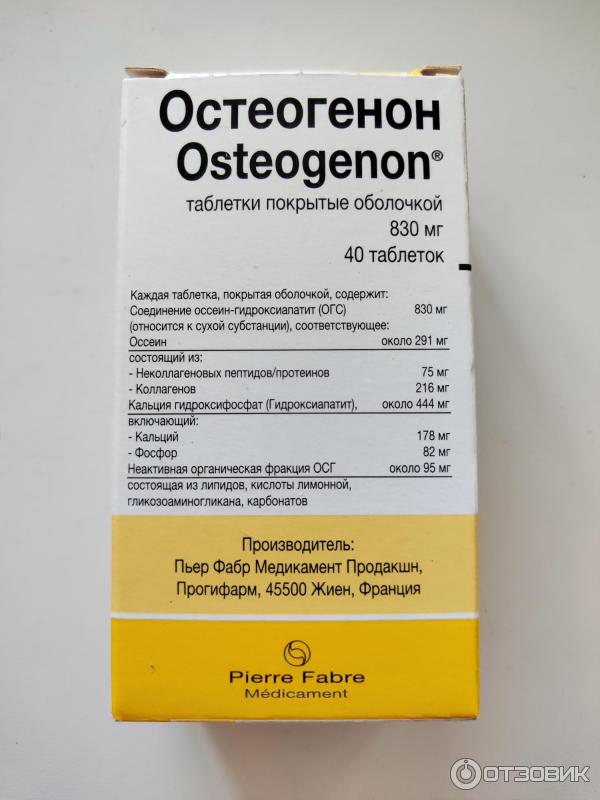 Остеогенон
Osteogenon®
таблетки покрытые оболочкой
830 мг
40 таблеток
Каждая таблетка, покрытая оболочкой, содержит:
Соединение оссеин-гидроксиапатит (ОГС) 830 мг
(относится к сухой субстанции), соответствующее:
Оссеин около 291 мг
состоящий из:
- Неколлагеновых пептидов/протеинов 75 мг
- Коллагенов 216 мг
Кальция гидроксифосфат (Гидроксиапатит), около 444 мг
включающий:
- Кальций 178 мг
- Фосфор 82 мг
Неактивная органическая фракция ОСГ около 95 мг
состоящая из липидов, кислоты лимонной,
гликозоаминогликана, карбонатов
Производитель:
Пьер Фабр Медикамент Продакшн,
Прогифарм, 45500 Жиен, Франция
Pierre Fabre
Médicament
ОТЗОВИК